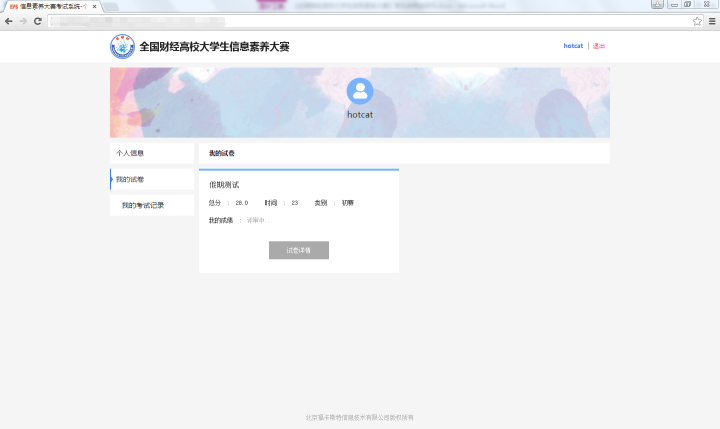 信息素养大赛考试系统-个
全国财经高校大学生信息素养大赛
hotcat | 退出
hotcat
个人信息
我的试卷
我的试卷
我的考试记录
假期测试
总分 : 28.0 时间 : 23 类别 : 初赛
我的成绩 : 评审中...
试卷详情
北京福卡斯特信息技术有限公司版权所有